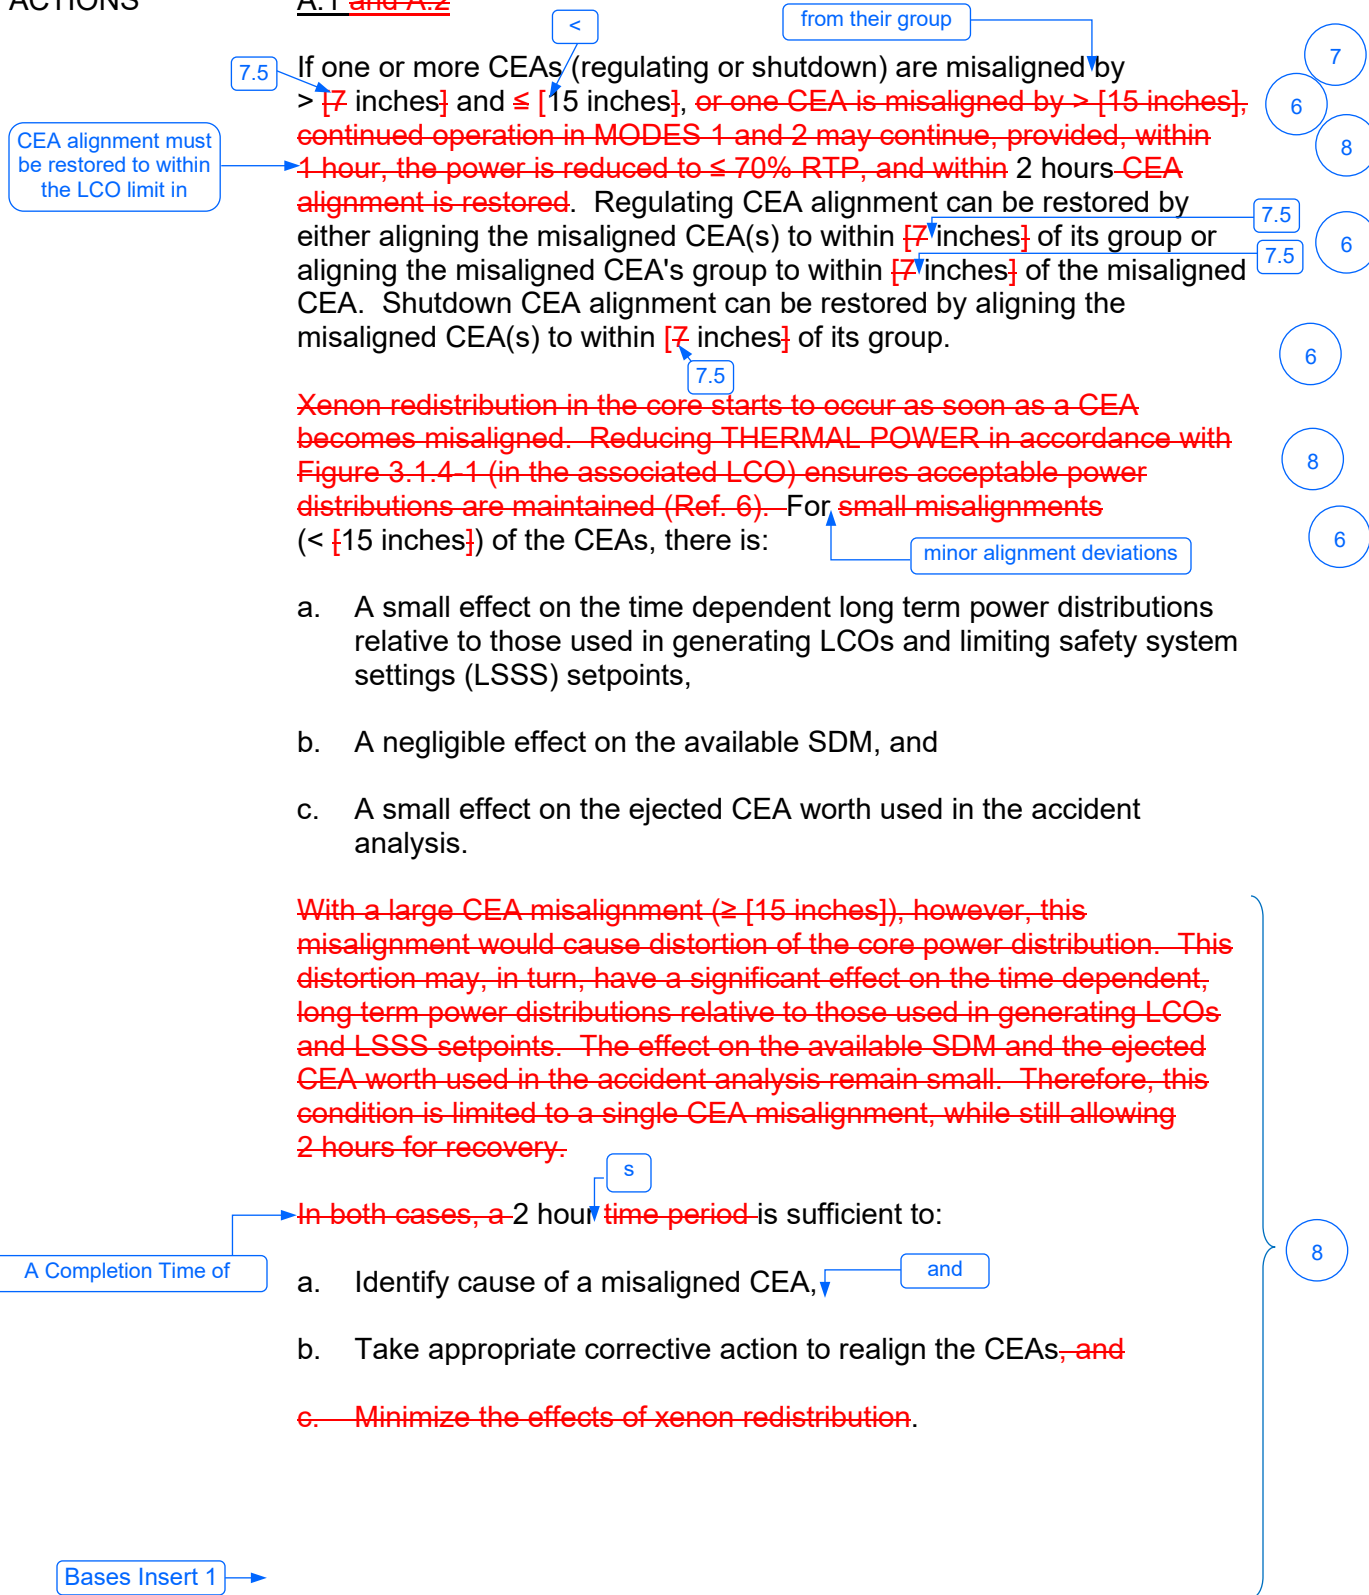 ACTIONS A.1 and A.2
<
from their group
7
7.5
If one or more CEAs (regulating or shutdown) are misaligned by
> [7 inches] and ≤ [15 inches], or one CEA is misaligned by > [15 inches],
6
continued operation in MODES 1 and 2 may continue, provided, within
8
1 hour, the power is reduced to ≤ 70% RTP, and within 2 hours CEA
CEA alignment must
be restored to within
the LCO limit in
alignment is restored. Regulating CEA alignment can be restored by
7.5
either aligning the misaligned CEA(s) to within [7 inches] of its group or
6
7.5
aligning the misaligned CEA's group to within [7 inches] of the misaligned
CEA. Shutdown CEA alignment can be restored by aligning the
misaligned CEA(s) to within [7 inches] of its group.
6
7.5
Xenon redistribution in the core starts to occur as soon as a CEA
becomes misaligned. Reducing THERMAL POWER in accordance with
8
Figure 3.1.4-1 (in the associated LCO) ensures acceptable power
distributions are maintained (Ref. 6). For small misalignments
(< [15 inches]) of the CEAs, there is:
6
minor alignment deviations
a. A small effect on the time dependent long term power distributions
relative to those used in generating LCOs and limiting safety system
settings (LSSS) setpoints,
b. A negligible effect on the available SDM, and
c. A small effect on the ejected CEA worth used in the accident
analysis.
With a large CEA misalignment (≥ [15 inches]), however, this
misalignment would cause distortion of the core power distribution. This
distortion may, in turn, have a significant effect on the time dependent,
long term power distributions relative to those used in generating LCOs
and LSSS setpoints. The effect on the available SDM and the ejected
CEA worth used in the accident analysis remain small. Therefore, this
condition is limited to a single CEA misalignment, while still allowing
2 hours for recovery.
s
In both cases, a 2 hour time period is sufficient to:
8
A Completion Time of
a. Identify cause of a misaligned CEA,
and
b. Take appropriate corrective action to realign the CEAs, and
c. Minimize the effects of xenon redistribution.
Bases Insert 1